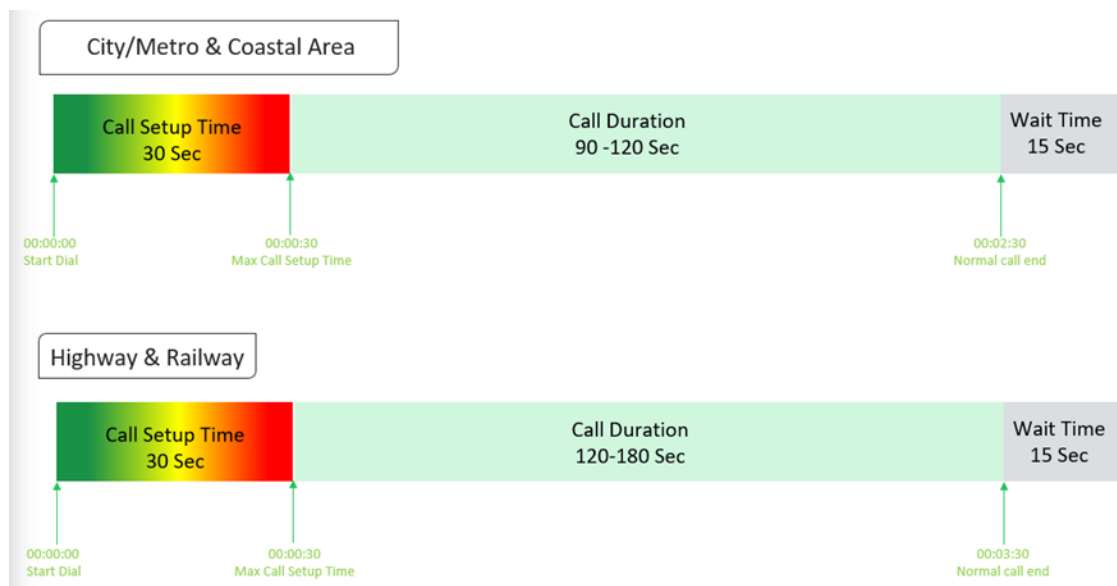 City/Metro & Coastal Area
Call Setup Time
30 Sec
Call Duration
90 -120 Sec
Wait Time
15 Sec
00:00:00
Start Dial
00:00:30
Max Call Setup Time
00:02:30
Normal call end
Highway & Railway
Call Setup Time
30 Sec
Call Duration
120-180 Sec
Wait Time
15 Sec
00:00:00
Start Dial
00:00:30
Max Call Setup Time
00:03:30
Normal call end